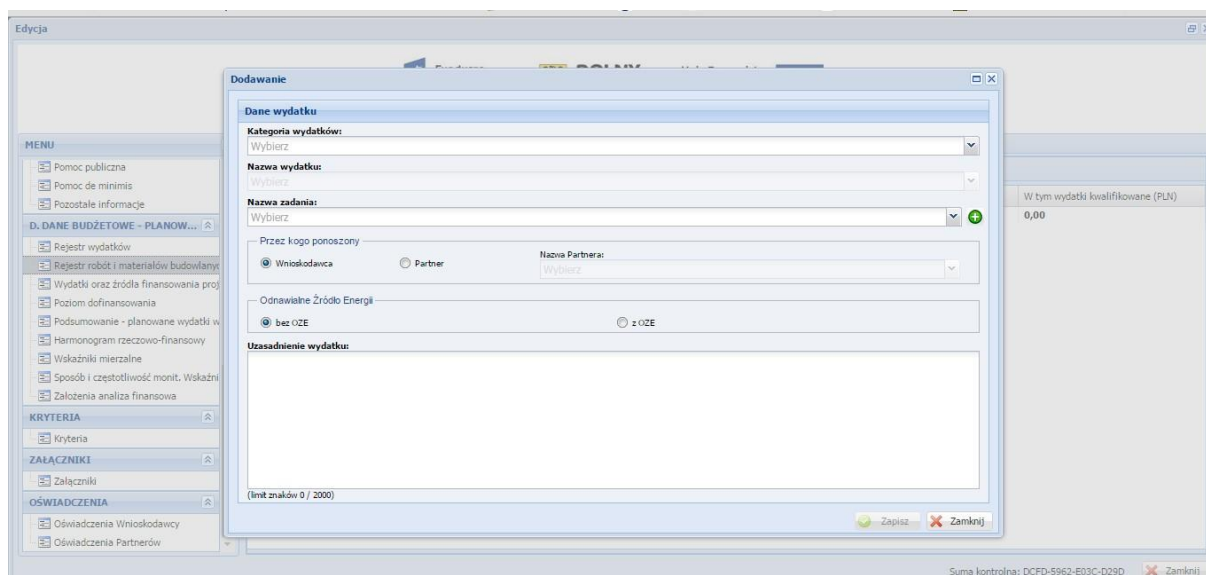 Edycja
Dodawanie
Dane wydatku
Kategoria wydatków:
Wybierz
Nazwa wydatku:
Wybierz
Nazwa zadania:
Wybierz
Przez kogo ponoszony
Wnioskodawca
Partner
Nazwa Partnera:
Wybierz
Odnawialne Źródło Energii
bez OZE
z OZE
Uzasadnienie wydatku:
(limit znaków 0 / 2000)
Zapisz
Zamknij
MENU
Pomoc publiczna
Pomoc de minimis
Pozostałe informacje
D. DANE BUDŻETOWE - PLANOW...
Rejestr wydatków
Rejestr robót i materiałów budowlany
Wydatki oraz źródła finansowania proj
Poziom dofinansowania
Podsumowanie - planowane wydatki w
Harmonogram rzeczowo-finansowy
Wskaźniki mierzalne
Sposób i częstotliwość monit. Wskaźni
Założenia analiza finansowa
KRYTERIA
Kryteria
ZAŁĄCZNIKI
Załączniki
OŚWIADCZENIA
Oświadczenia Wnioskodawcy
Oświadczenia Partnerów
W tym wydatki kwalifikowane (PLN)
0,00
Suma kontrolna: DCFD-5962-E03C-D29D
Zamknij